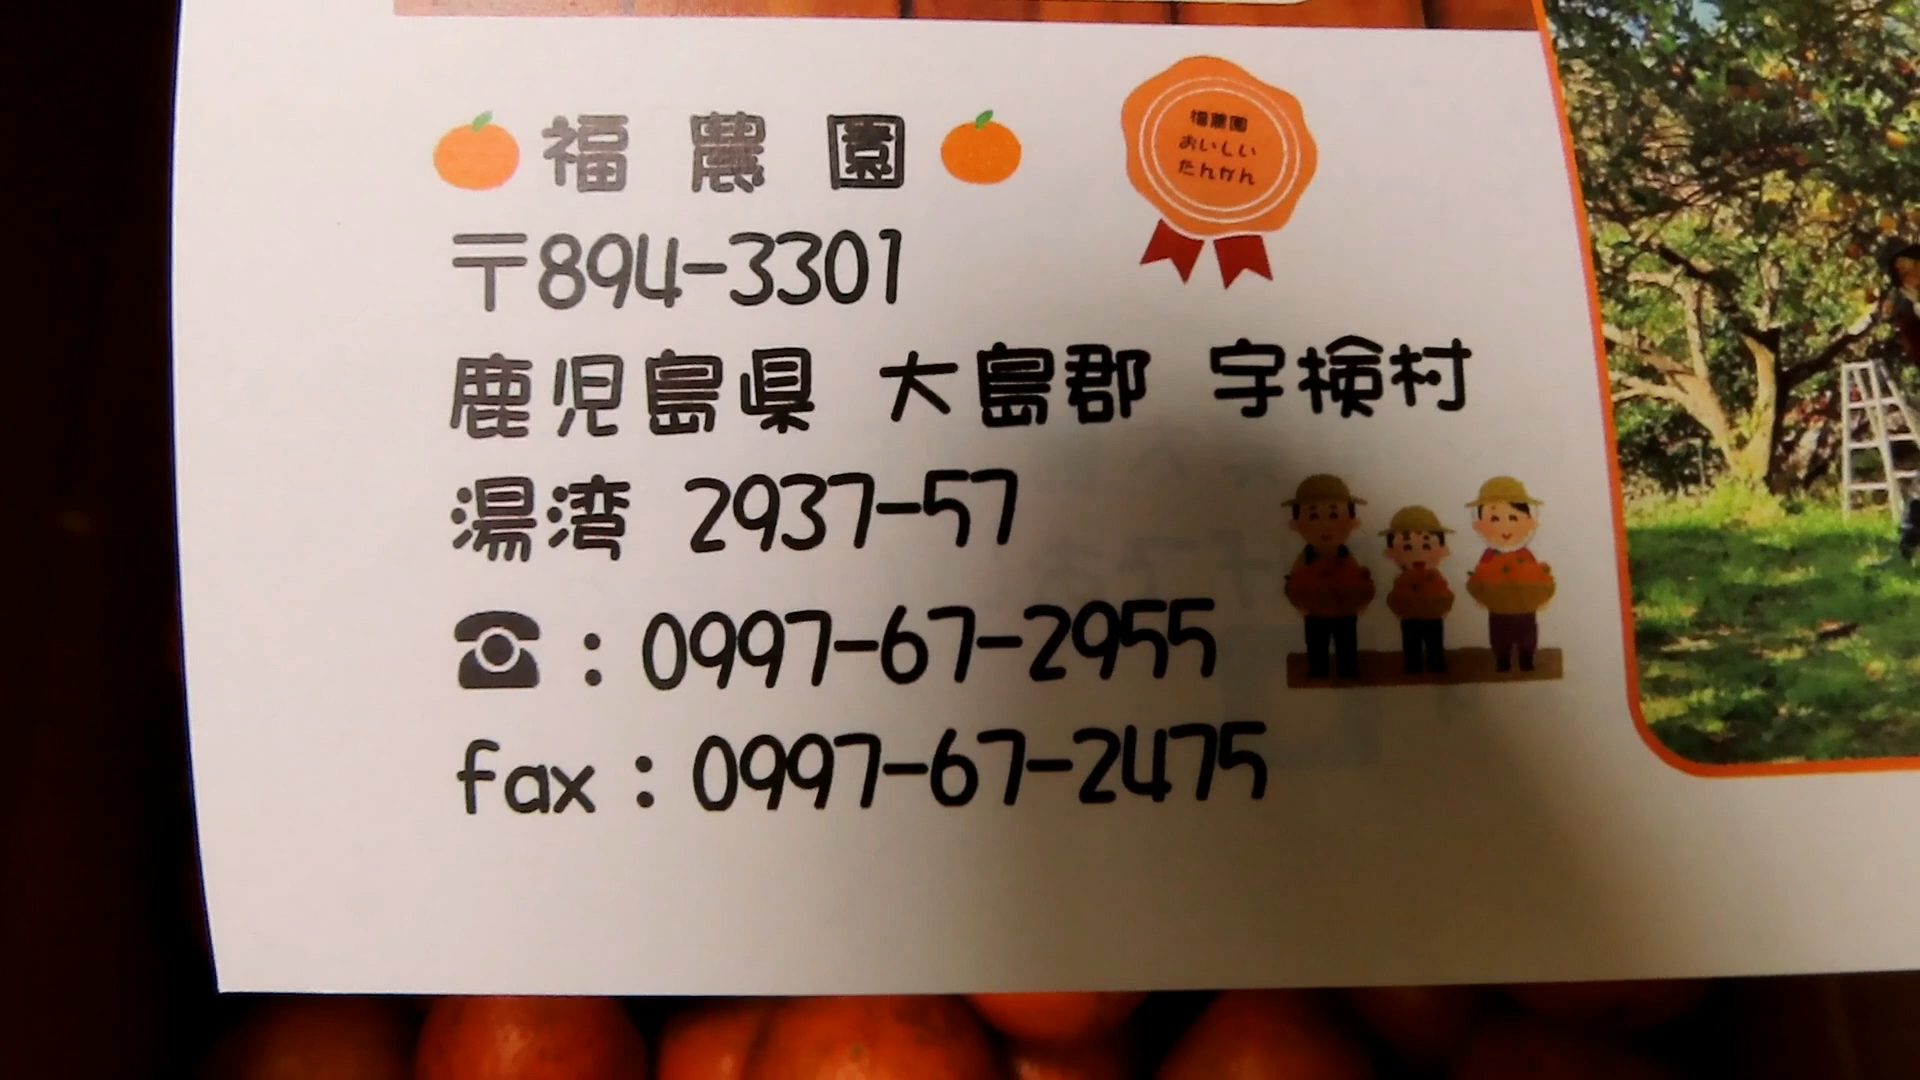 福農園
福農園
おいしい
たんかん
〒894-3301
鹿児島県 大島郡 宇検村
湯湾 2937-57
☎：0997-67-2955
fax：0997-67-2475